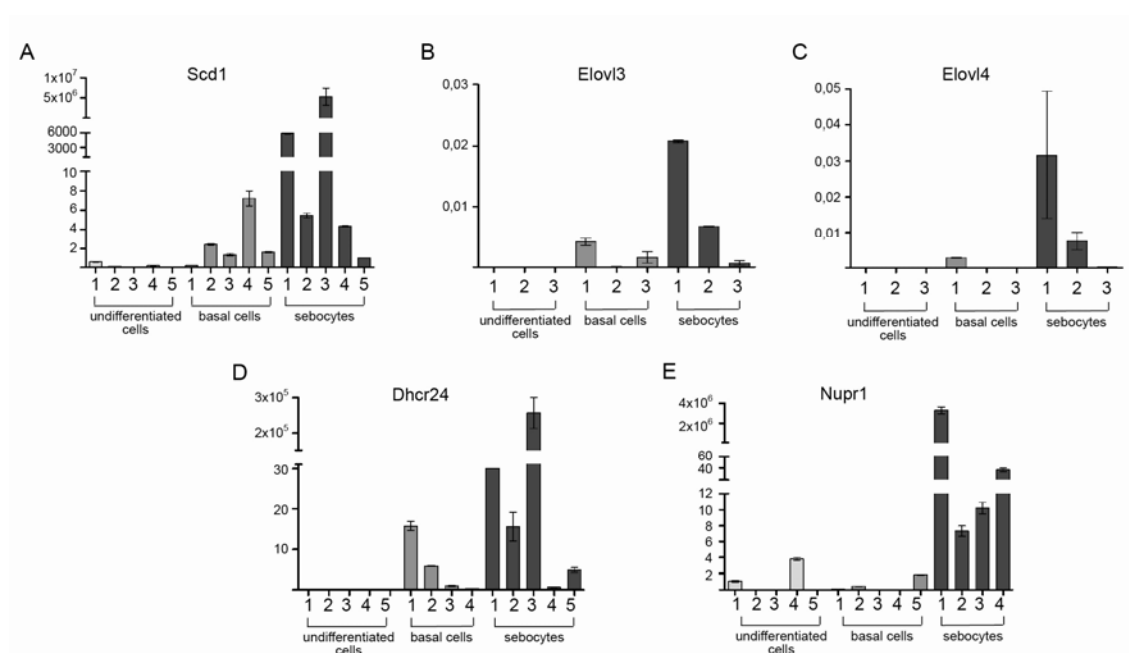 A
Scd1
1x10⁷
5x10⁶
6000
3000
10
8
6
4
2
1 2 3 4 5 1 2 3 4 5 1 2 3 4 5
undifferentiated cells
basal cells
sebocytes
B
Elovl3
0,03
0,02
0,01
1 2 3 1 2 3 1 2 3
undifferentiated cells
basal cells
sebocytes
C
Elovl4
0,05
0,04
0,03
0,02
0,01
1 2 3 1 2 3 1 2 3
undifferentiated cells
basal cells
sebocytes
D
Dhcr24
3x10⁵
2x10⁵
30
20
10
1 2 3 4 5 1 2 3 4 1 2 3 4 5
undifferentiated cells
basal cells
sebocytes
E
Nupr1
4x10⁶
2x10⁶
60
40
12
10
8
6
4
2
1 2 3 4 5 1 2 3 4 5 1 2 3 4
undifferentiated cells
basal cells
sebocytes